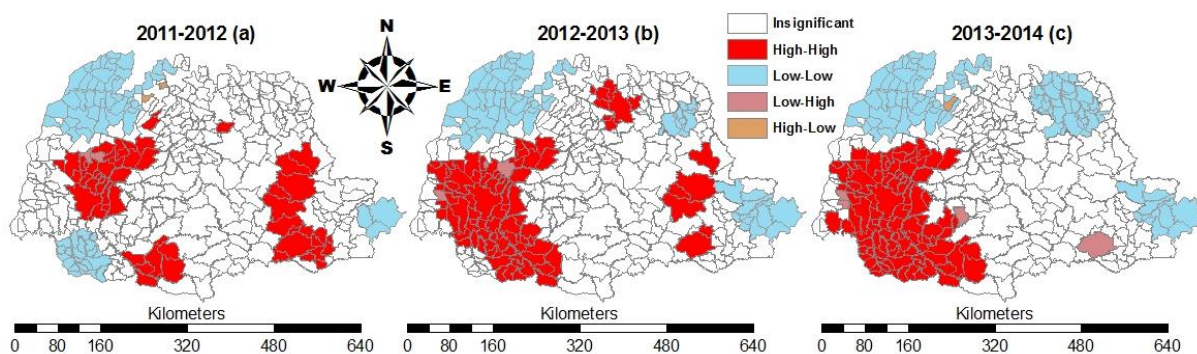 2011-2012 (a)
N
W E
S
2012-2013 (b)
Insignificant
High-High
Low-Low
Low-High
High-Low
2013-2014 (c)
Kilometers
0 80 160 320 480 640
Kilometers
0 80 160 320 480 640
Kilometers
0 80 160 320 480 640